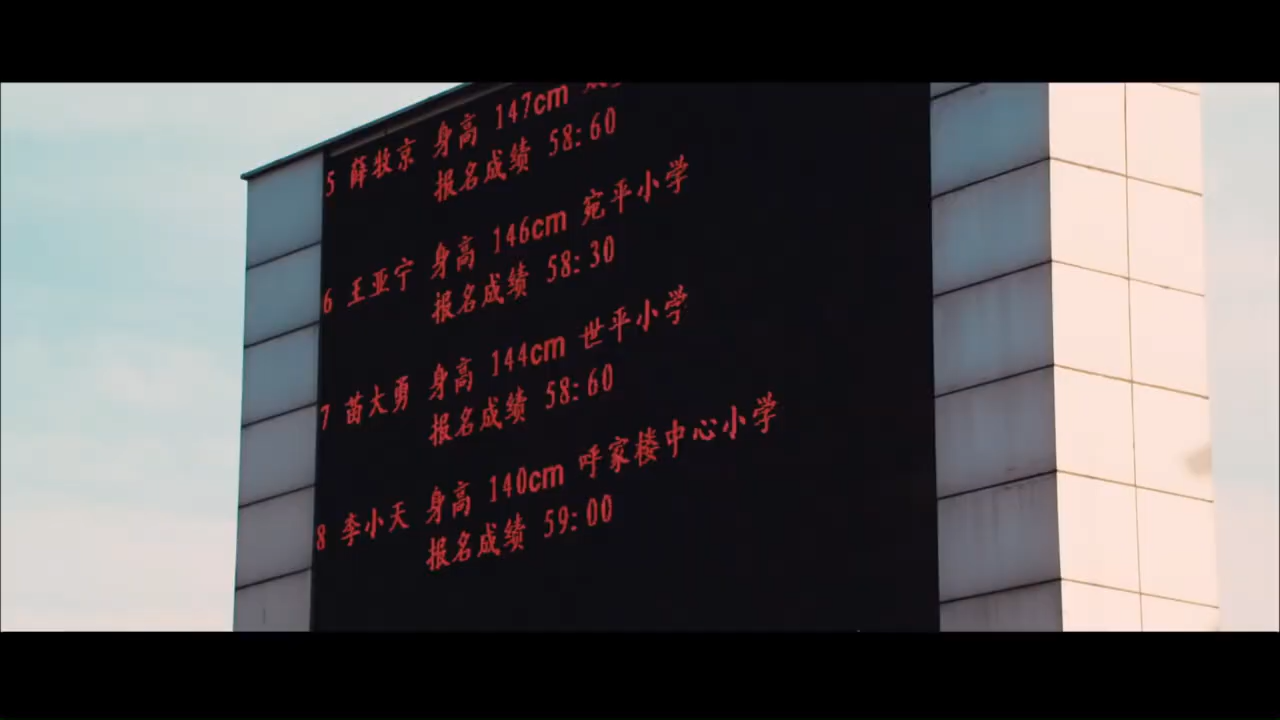 5 薛牧京 身高 147cm
报名成绩 58:60
6 王亚宁 身高 146cm 宛平小学
报名成绩 58:30
7 苗大勇 身高 144cm 世平小学
报名成绩 58:60
8 李小天 身高 140cm 呼家楼中心小学
报名成绩 59:00